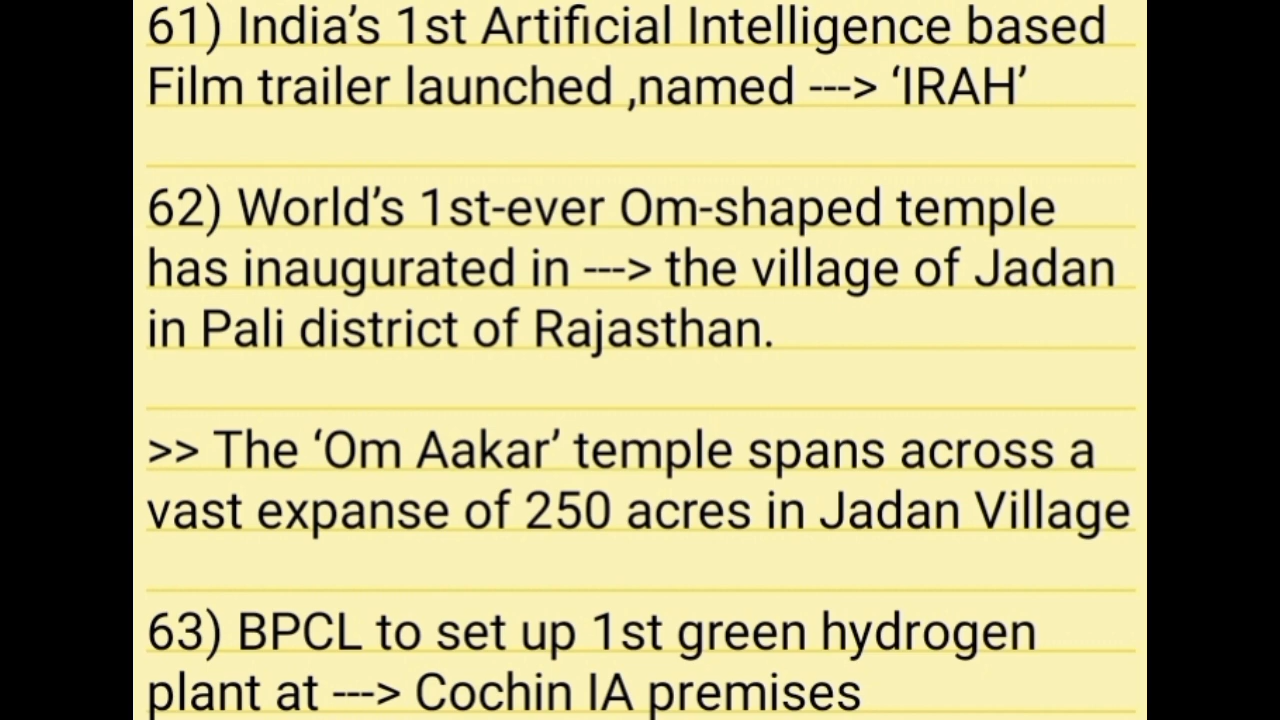 61) India’s 1st Artificial Intelligence based
Film trailer launched ,named ---> ‘IRAH’
62) World’s 1st-ever Om-shaped temple
has inaugurated in ---> the village of Jadan
in Pali district of Rajasthan.
>> The ‘Om Aakar’ temple spans across a
vast expanse of 250 acres in Jadan Village
63) BPCL to set up 1st green hydrogen
plant at ---> Cochin IA premises